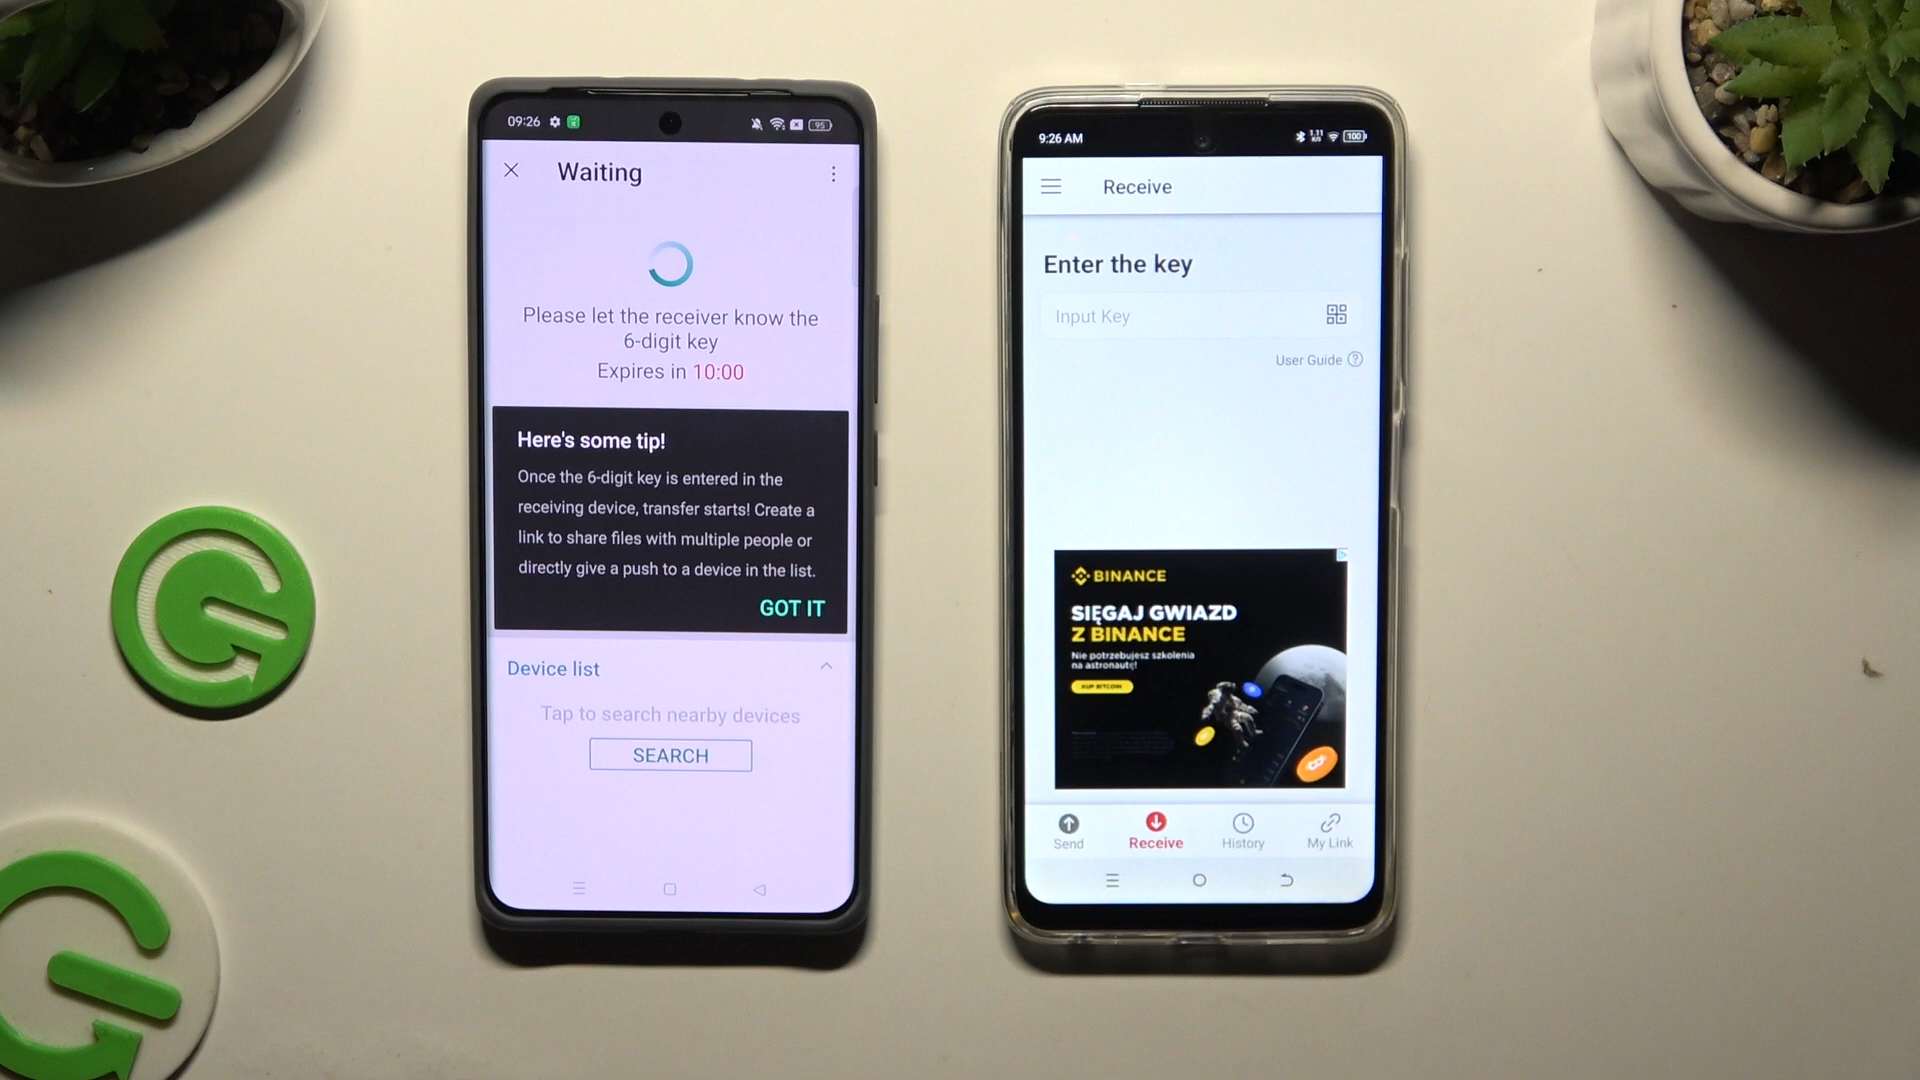 09:26
95
Waiting
Please let the receiver know the
6-digit key
Expires in 10:00
Here's some tip!
Once the 6-digit key is entered in the
receiving device, transfer starts! Create a
link to share files with multiple people or
directly give a push to a device in the list.
GOT IT
Device list
Tap to search nearby devices
SEARCH
9:26 AM
100
Receive
Enter the key
Input Key
User Guide
BINANCE
SIĘGAJ GWIAZD
Z BINANCE
Nie potrzebujesz szkolenia
na astronautę!
KUP BITCOIN
Send
Receive
History
My Link